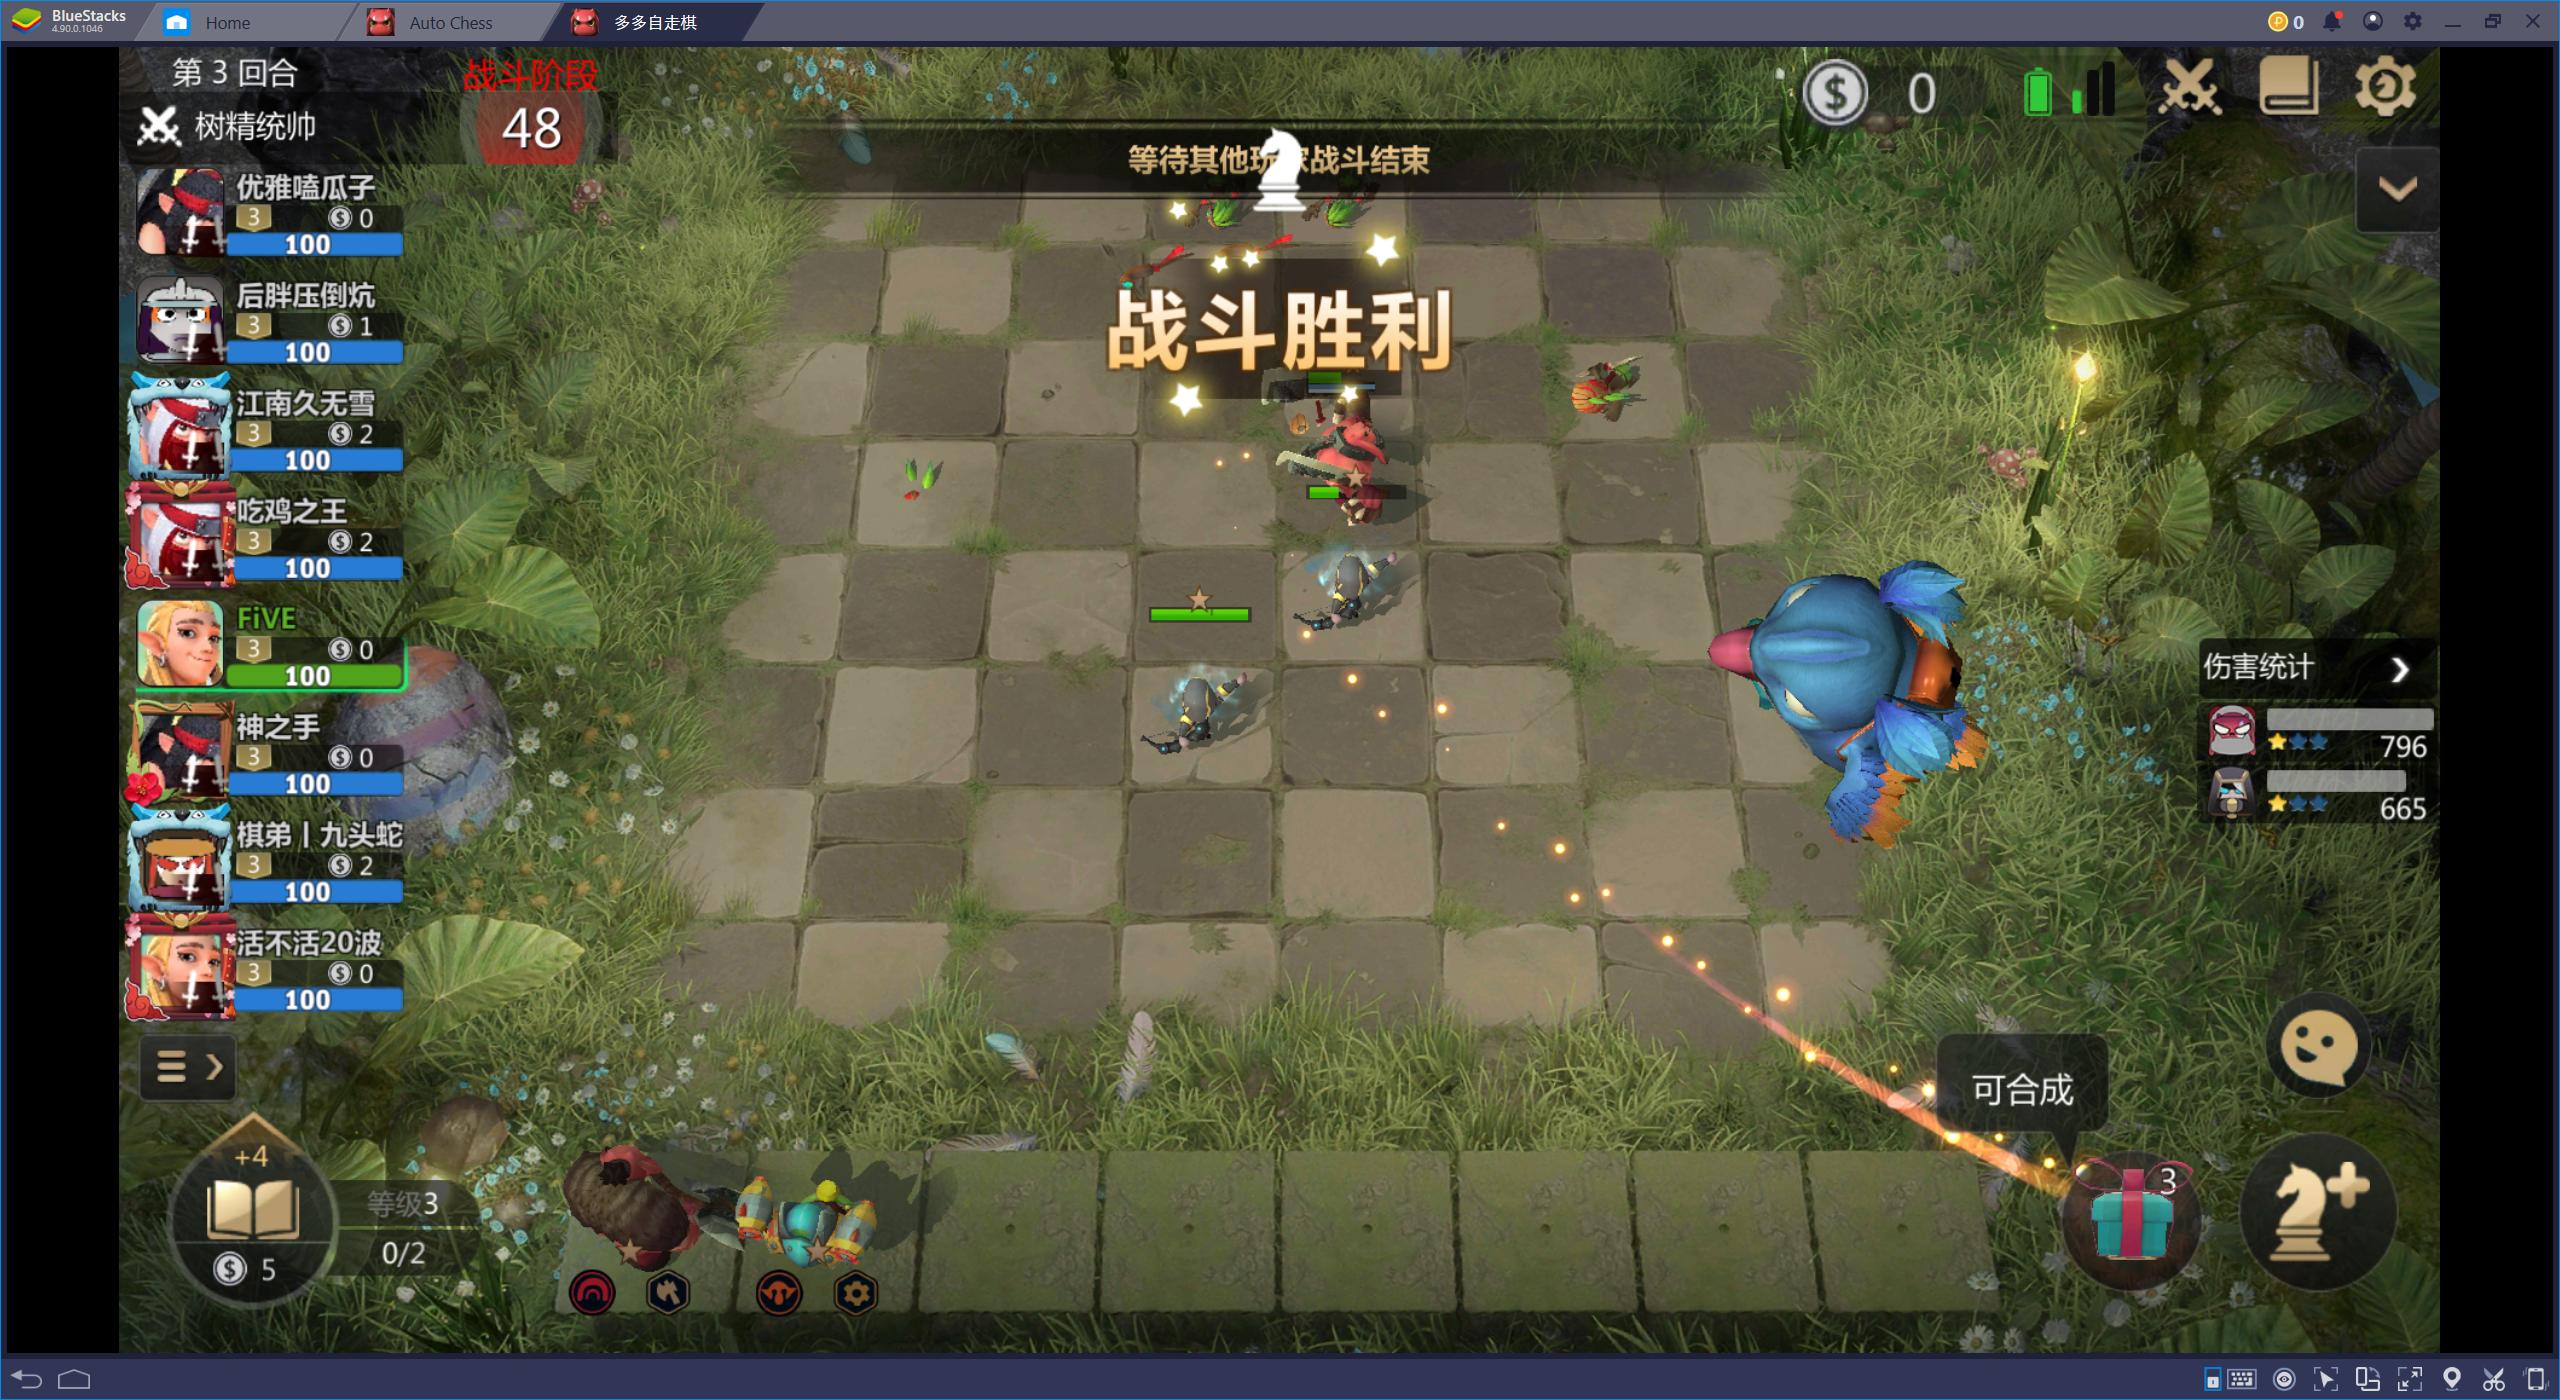 BlueStacks
4.90.0.1046
Home
Auto Chess
多多自走棋
0
第 3 回合
战斗阶段
树精统帅
48
0
等待其他玩家战斗结束
战斗胜利
优雅嗑瓜子
3 0
100
后胖压倒炕
3 1
100
江南久无雪
3 2
100
吃鸡之王
3 2
100
FiVE
3 0
100
神之手
3 0
100
棋弟丨九头蛇
3 2
100
活不活20波
3 0
100
伤害统计
796
665
可合成
3
+4
等级3
0/2
5